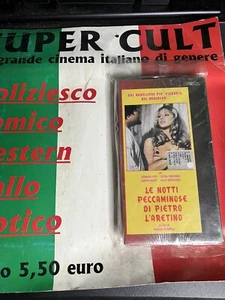 SUPER CULT
grande cinema italiano di genere
oliziesco
omico
estern
allo
otico
o 5,50 euro
LE NOTTI
PECCAMINOSE
DI PIETRO
L'ARETINO